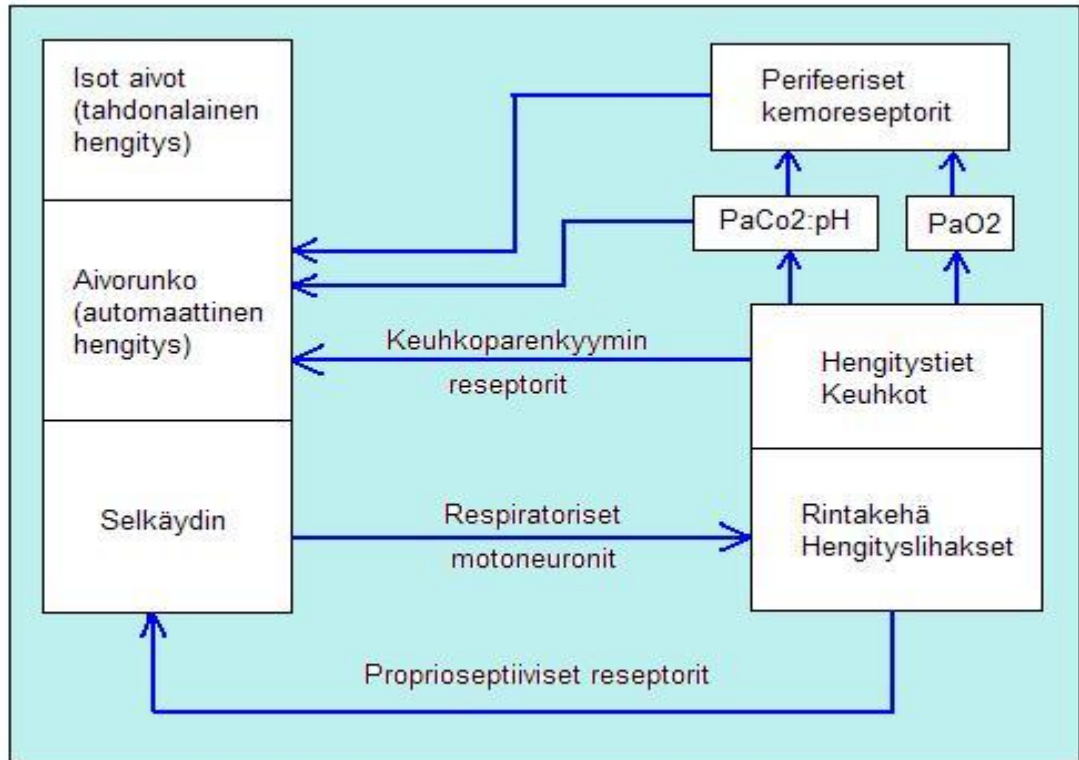 Isot aivot
(tahdonalainen
hengitys)
Aivorunko
(automaattinen
hengitys)
Selkäydin
Perifeeriset
kemoreseptorit
PaCo2:pH
PaO2
Keuhkoparenkyymin
reseptorit
Hengitystiet
Keuhkot
Respiratoriset
motoneuronit
Rintakehä
Hengityslihakset
Proprioseptiiviset reseptorit